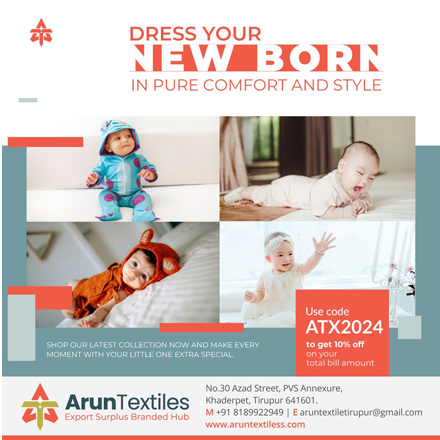 DRESS YOUR
NEW BORN
IN PURE COMFORT AND STYLE
Use code
ATX2024
to get 10% off
on your
total bill amount
SHOP OUR LATEST COLLECTION NOW AND MAKE EVERY
MOMENT WITH YOUR LITTLE ONE EXTRA SPECIAL.
ArunTextiles
Export Surplus Branded Hub
No.30 Azad Street, PVS Annexure,
Khaderpet, Tirupur 641601.
M +91 8189922949 | E aruntextiletirupur@gmail.com
www.aruntextiless.com